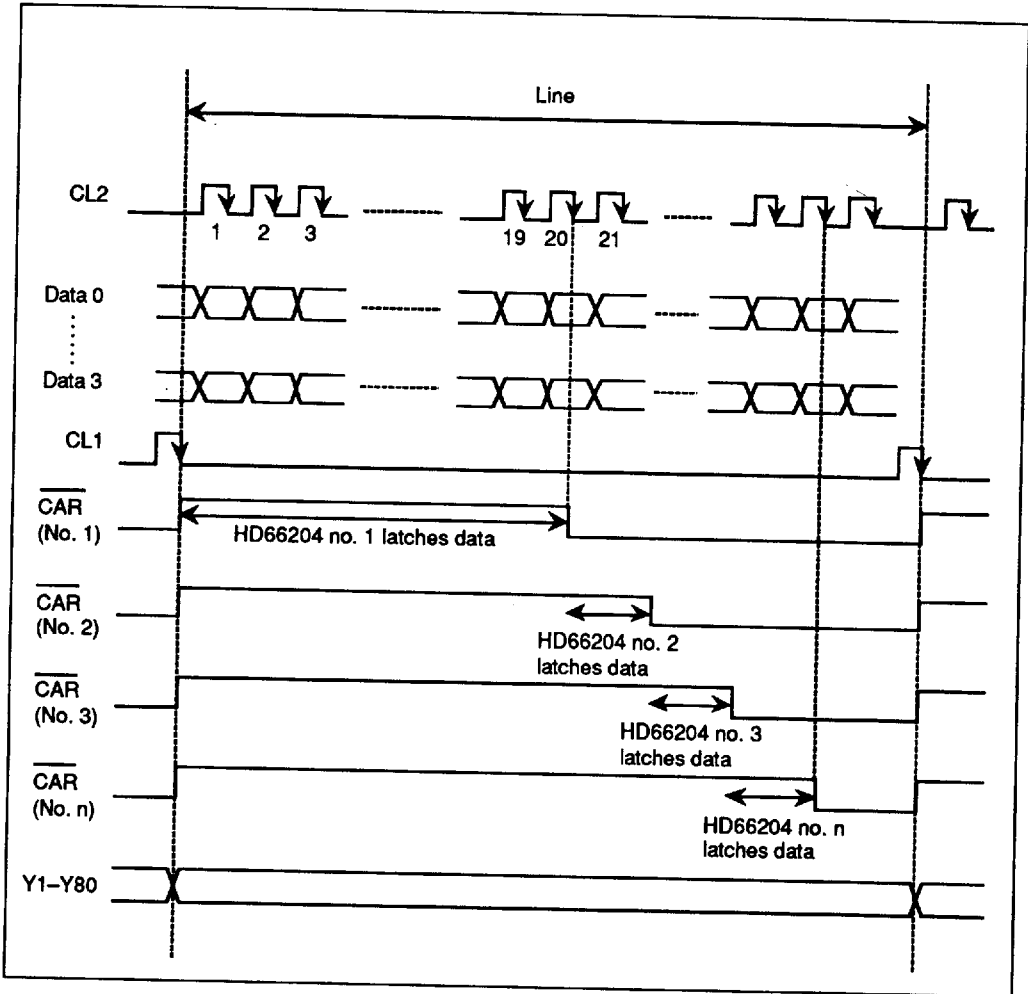 Line
CL2
1 2 3 19 20 21
Data 0
Data 3
CL1
CAR
(No. 1)
HD66204 no. 1 latches data
CAR
(No. 2)
HD66204 no. 2
latches data
CAR
(No. 3)
HD66204 no. 3
latches data
CAR
(No. n)
HD66204 no. n
latches data
Y1–Y80